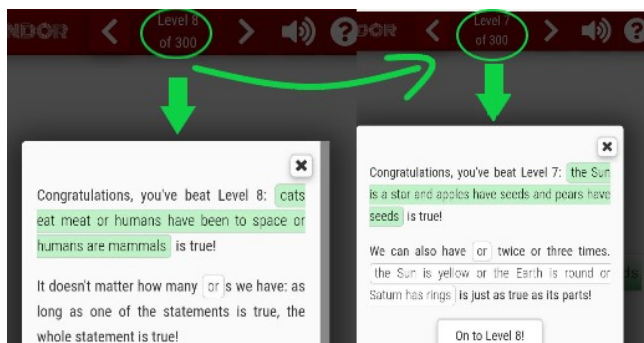 NDOR
Level 8
of 300
Congratulations, you've beat Level 8: cats
eat meat or humans have been to space or
humans are mammals is true!
It doesn't matter how many or s we have: as
long as one of the statements is true, the
whole statement is true!
DOR
Level 7
of 300
Congratulations, you've beat Level 7: the Sun
is a star and apples have seeds and pears have
seeds is true!
We can also have or twice or three times.
the Sun is yellow or the Earth is round or
Saturn has rings is just as true as its parts!
On to Level 8!